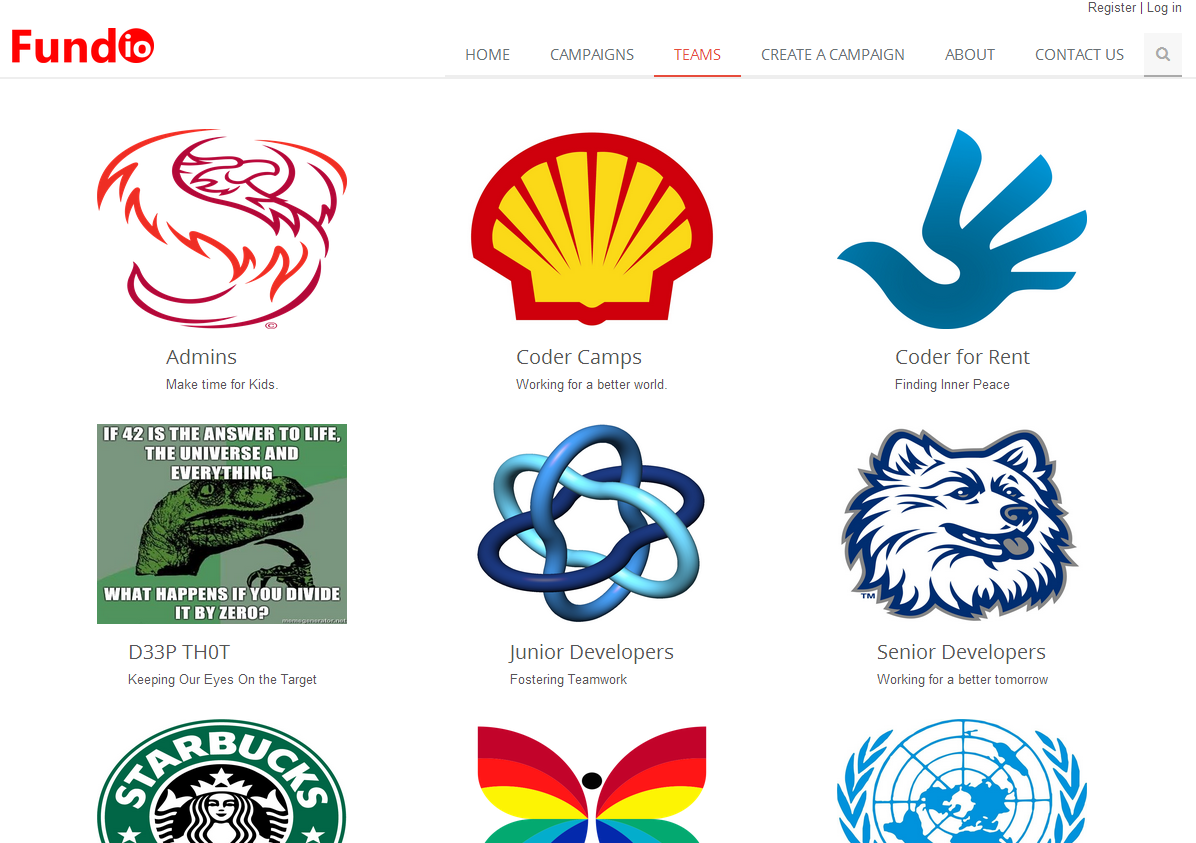 Register | Log in
Fundio
HOME CAMPAIGNS TEAMS CREATE A CAMPAIGN ABOUT CONTACT US
©
Admins
Make time for Kids.
Coder Camps
Working for a better world.
Coder for Rent
Finding Inner Peace
IF 42 IS THE ANSWER TO LIFE,
THE UNIVERSE AND
EVERYTHING
WHAT HAPPENS IF YOU DIVIDE
IT BY ZERO?
memegenerator.net
TM
D33P TH0T
Keeping Our Eyes On the Target
Junior Developers
Fostering Teamwork
Senior Developers
Working for a better tomorrow
STARBUCKS